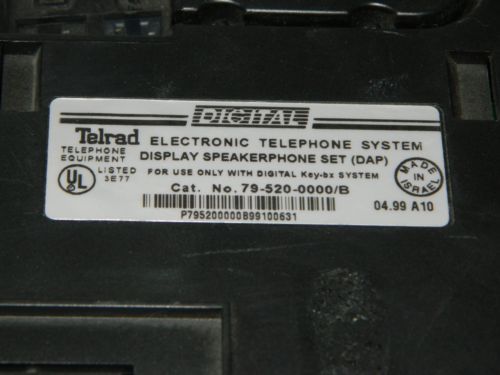 DIGITAL
Telrad ELECTRONIC TELEPHONE SYSTEM
TELEPHONE EQUIPMENT
DISPLAY SPEAKERPHONE SET (DAP)
UL LISTED 3E77
FOR USE ONLY WITH DIGITAL Key-bx SYSTEM
MADE IN ISRAEL
Cat. No. 79-520-0000/B
P795200000B99100631
04.99 A10